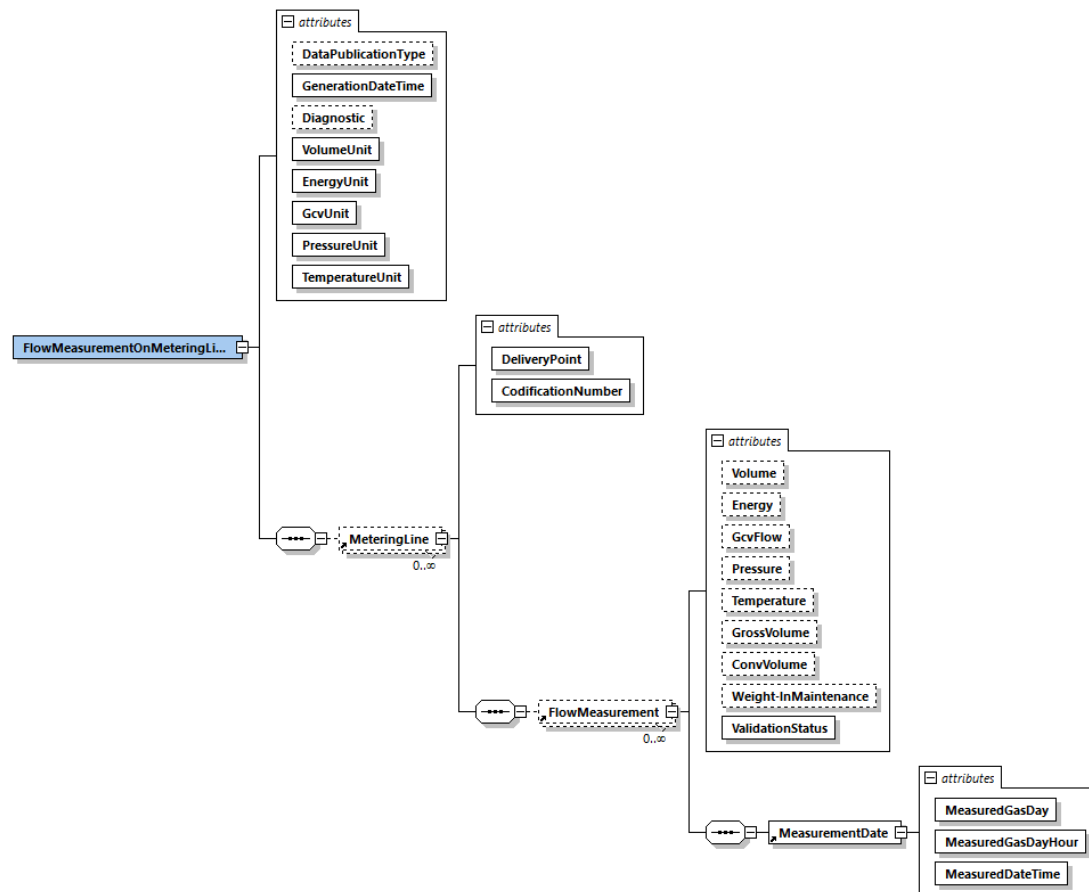 attributes
DataPublicationType
GenerationDateTime
Diagnostic
VolumeUnit
EnergyUnit
GcvUnit
PressureUnit
TemperatureUnit
FlowMeasurementOnMeteringLi...
attributes
DeliveryPoint
CodificationNumber
MeteringLine
0..∞
attributes
Volume
Energy
GcvFlow
Pressure
Temperature
GrossVolume
ConvVolume
Weight-InMaintenance
ValidationStatus
FlowMeasurement
0..∞
attributes
MeasuredGasDay
MeasuredGasDayHour
MeasuredDateTime
MeasurementDate